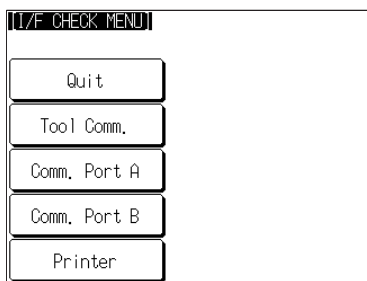 [I/F CHECK MENU]
Quit
Tool Comm.
Comm. Port A
Comm. Port B
Printer